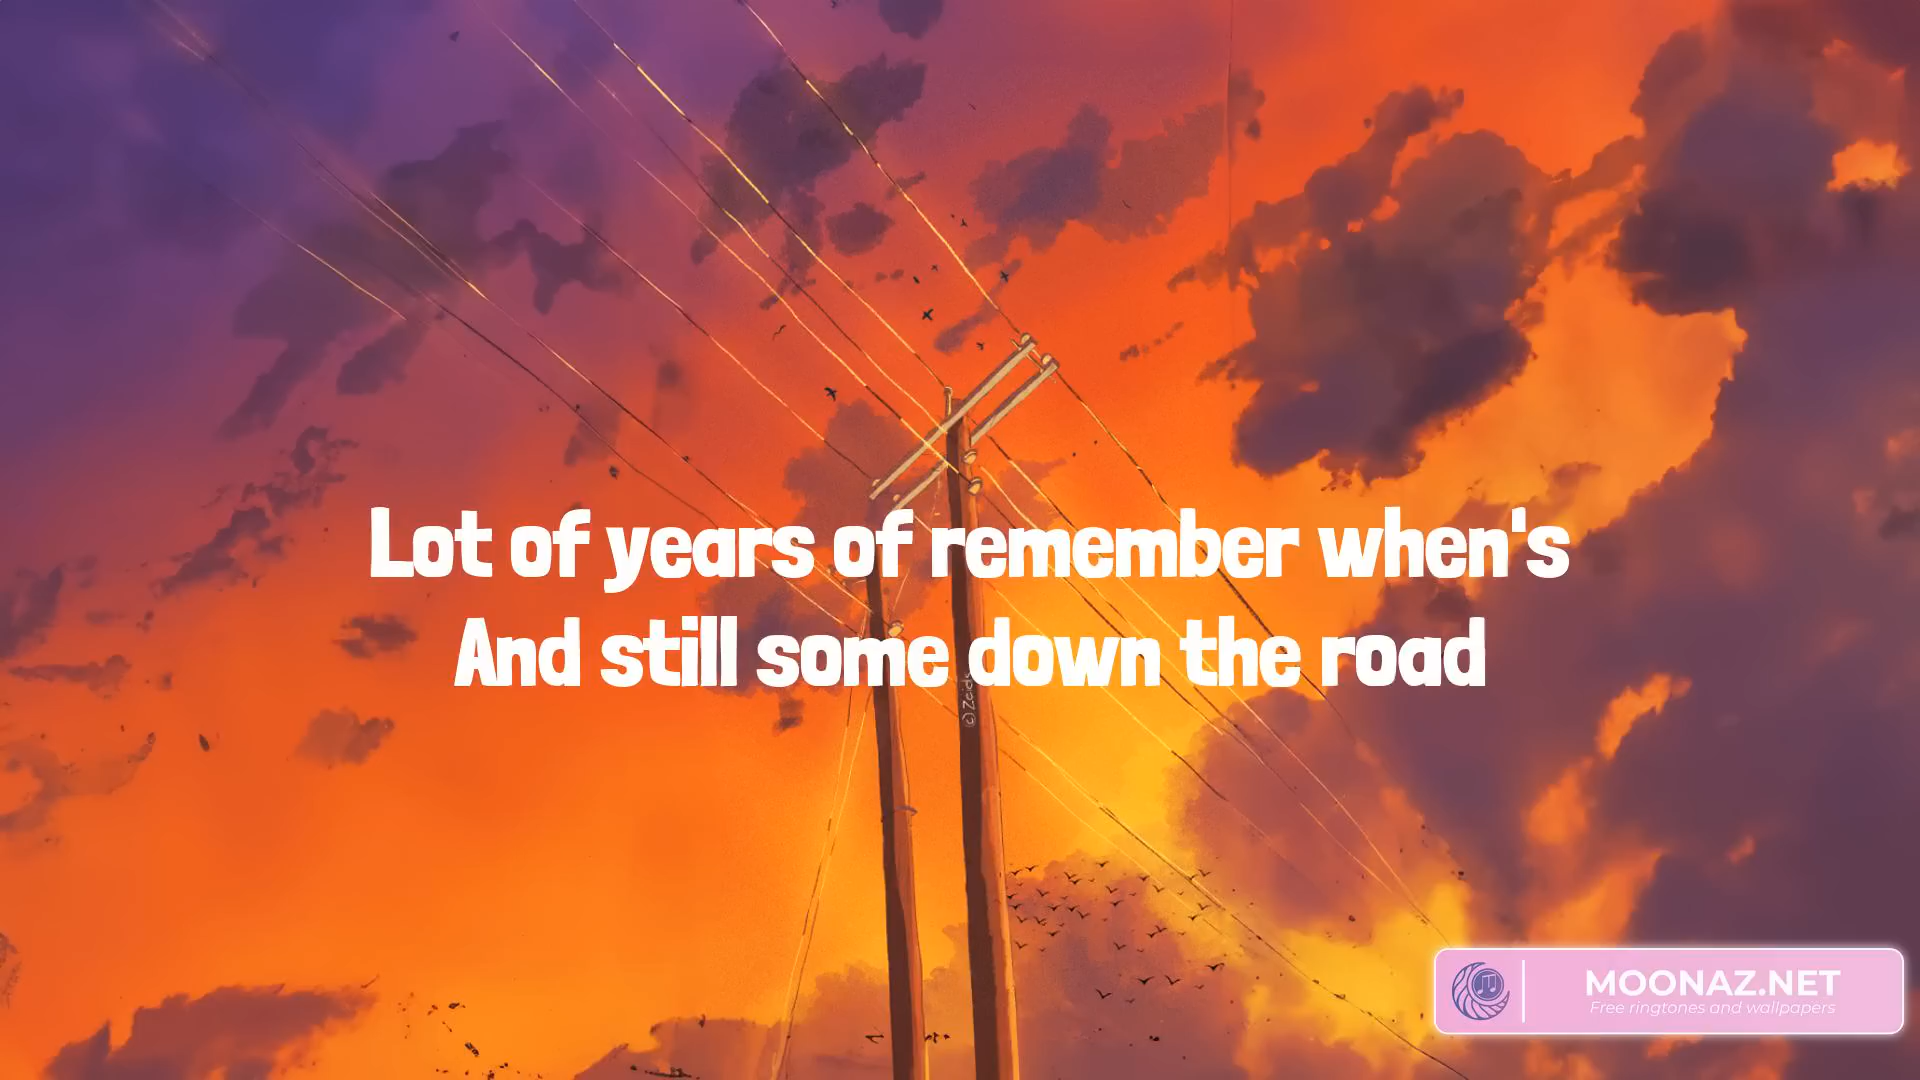 Lot of years of remember when's
And still some down the road
MOONAZ.NET
Free ringtones and wallpapers